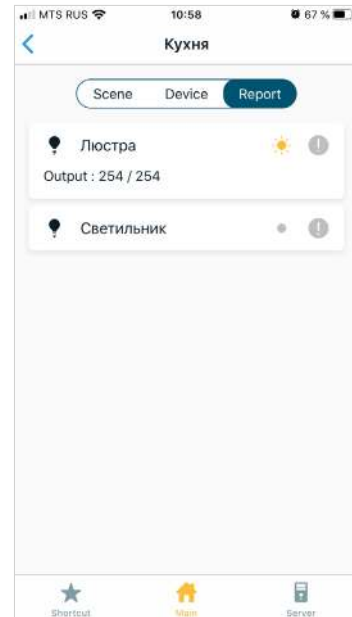 MTS RUS 10:58 67 %
Кухня
Scene Device Report
Люстра
Output : 254 / 254
Светильник
Shortcut Main Server